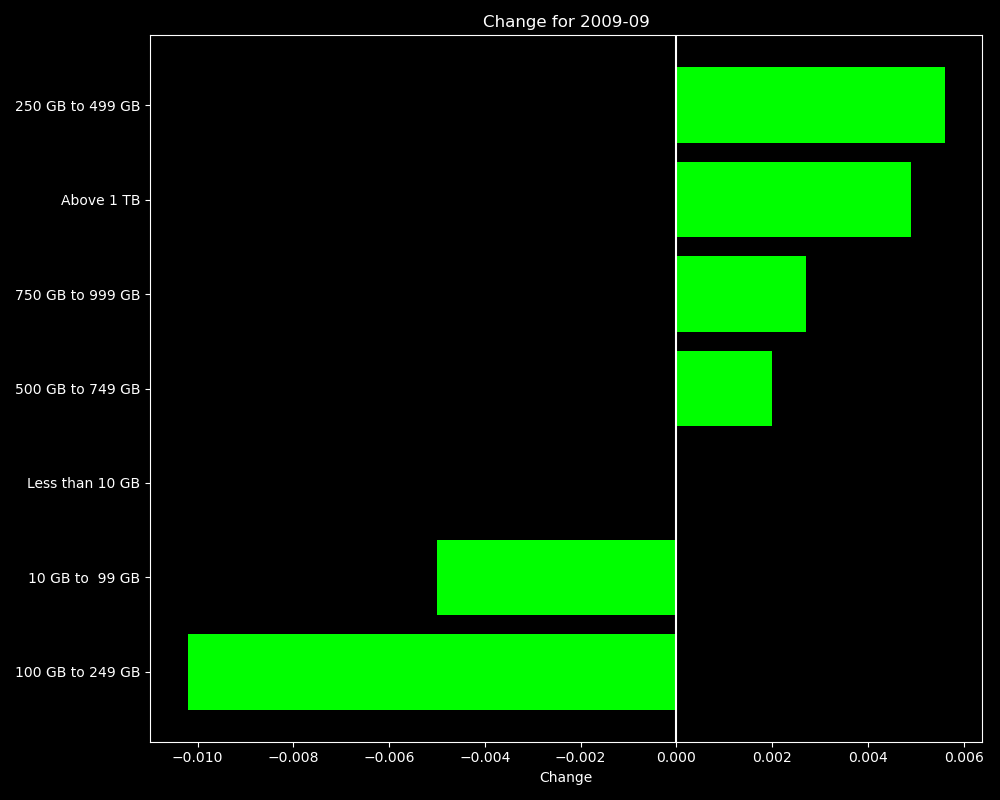 Change for 2009-09
250 GB to 499 GB
Above 1 TB
750 GB to 999 GB
500 GB to 749 GB
Less than 10 GB
10 GB to  99 GB
100 GB to 249 GB
−0.010 −0.008 −0.006 −0.004 −0.002 0.000 0.002 0.004 0.006
Change